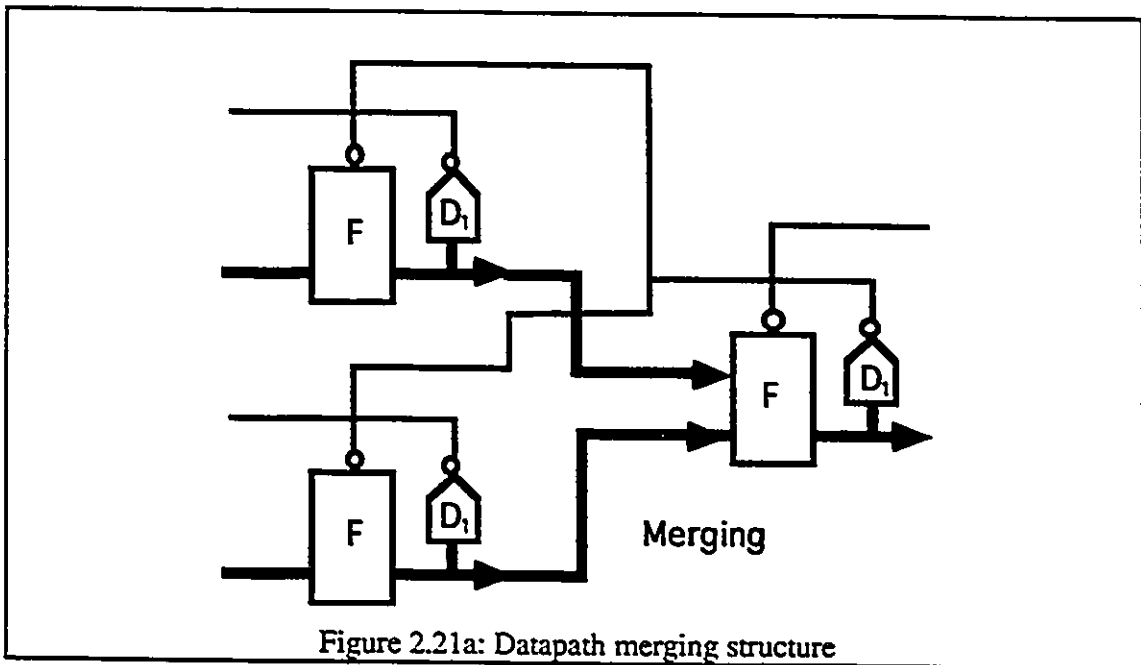 F
D₁
F
D₁
F
D₁
Merging
Figure 2.21a: Datapath merging structure